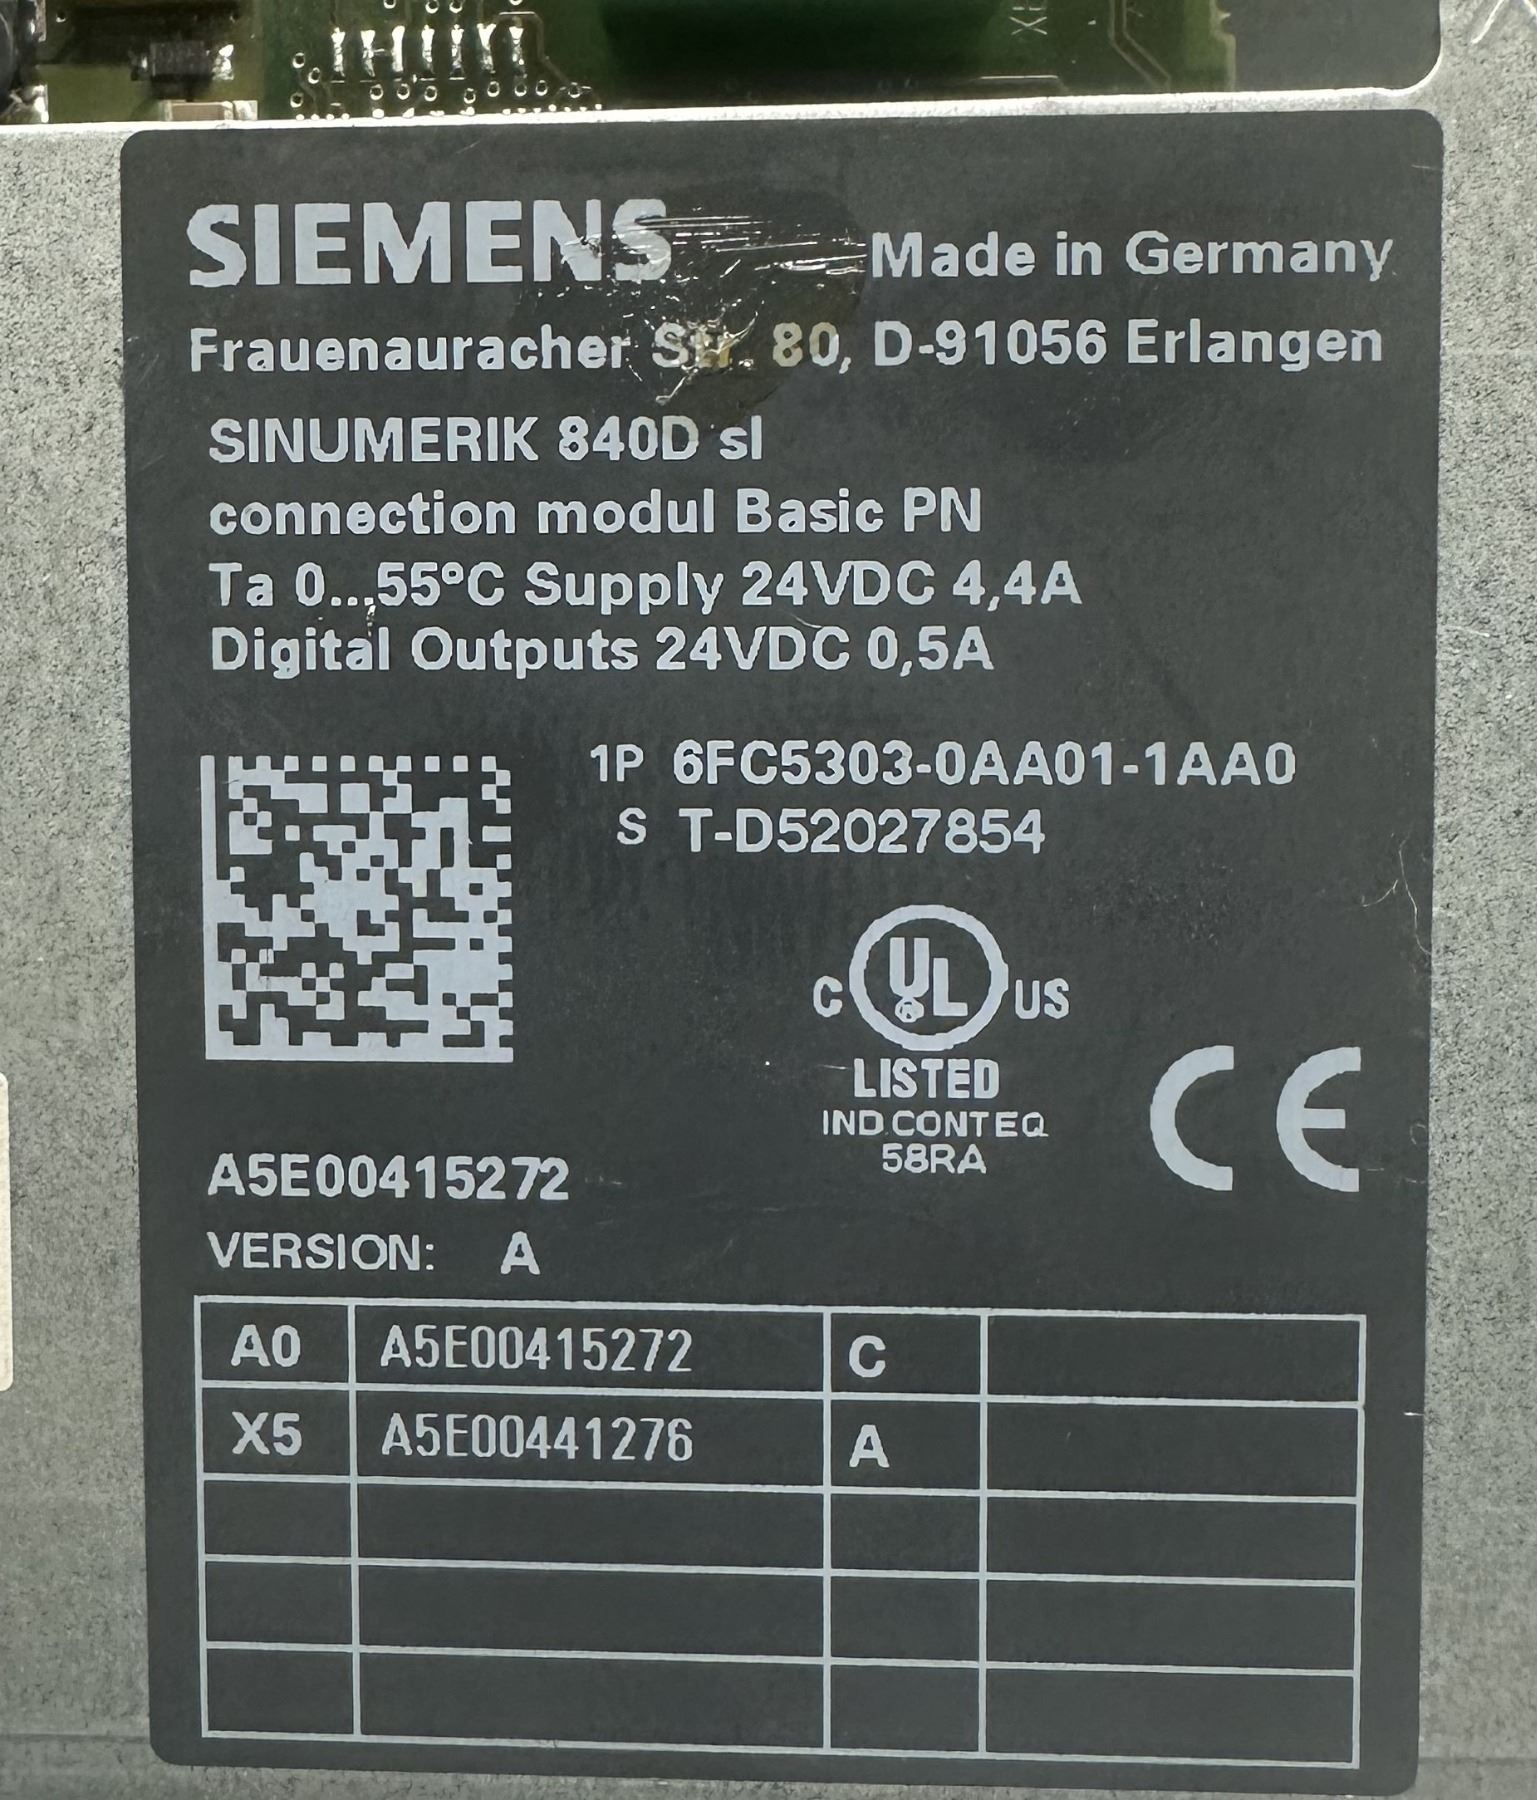 SIEMENS Made in Germany
Frauenauracher Str. 80, D-91056 Erlangen
SINUMERIK 840D sl
connection modul Basic PN
Ta 0...55°C Supply 24VDC 4,4A
Digital Outputs 24VDC 0,5A
1P 6FC5303-0AA01-1AA0
S T-D52027854
C UL US
LISTED
IND.CONT.EQ
58RA
CE
A5E00415272
VERSION: A
A0 A5E00415272 C
X5 A5E00441276 A